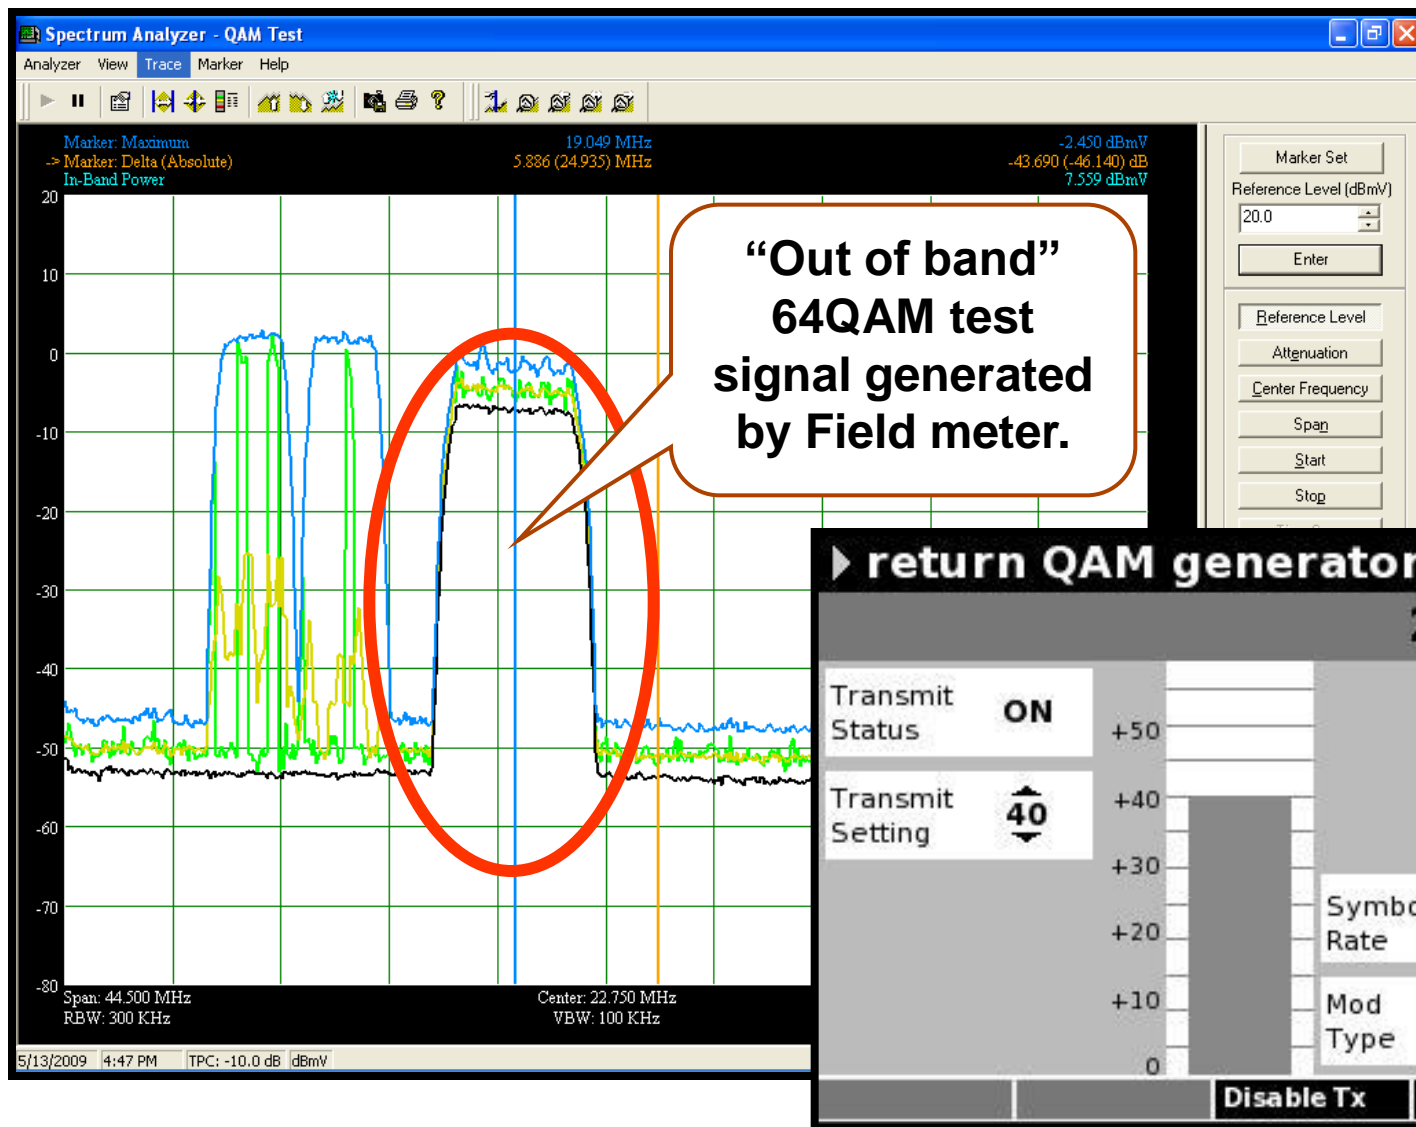 Spectrum Analyzer - QAM Test
Analyzer View Trace Marker Help
Marker: Maximum 19.049 MHz -2.450 dBmV
-> Marker: Delta (Absolute) 5.886 (24.935) MHz -43.690 (-46.140) dB
In-Band Power 7.559 dBmV
20
10
0
-10
-20
-30
-40
-50
-60
-70
-80
“Out of band”
64QAM test
signal generated
by Field meter.
Span: 44.500 MHz Center: 22.750 MHz
RBW: 300 KHz VBW: 100 KHz
5/13/2009 4:47 PM TPC: -10.0 dB dBmV
Marker Set
Reference Level (dBmV)
20.0
Enter
Reference Level
Attenuation
Center Frequency
Span
Start
Stop
return QAM generator
Transmit
Status
ON
Transmit
Setting
40
+50
+40
+30
+20
+10
0
Symbo
Rate
Mod
Type
Disable Tx